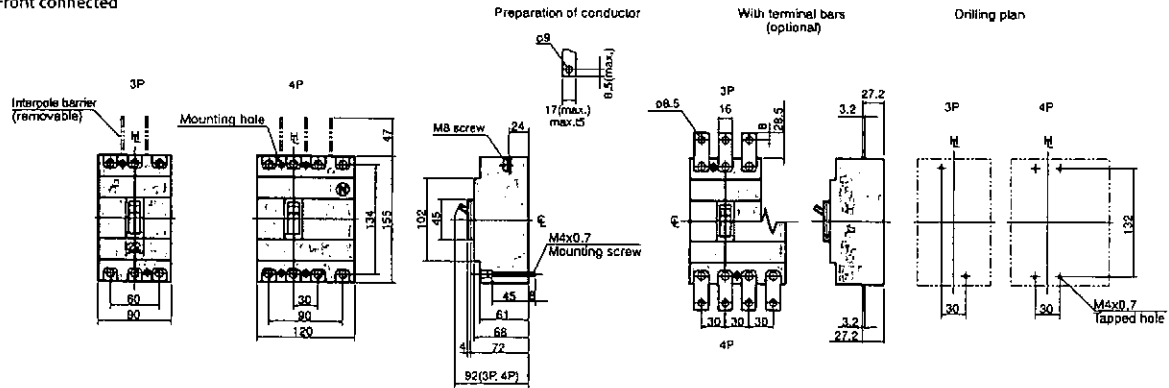 Front connected
Preparation of conductor
With terminal bars
(optional)
Drilling plan
ø9
8.5(max.)
17(max.)
max.t5
3P
4P
Interpole barrier
(removable)
Mounting hole
47
134
155
60
90
30
90
120
M8 screw
24
102
45
M4x0.7
Mounting screw
45
8
61
68
4
72
92(3P, 4P)
3P
ø8.5
16
8
28.5
30
30
30
4P
3.2
27.2
3.2
27.2
3P
4P
132
30
30
M4x0.7
Tapped hole